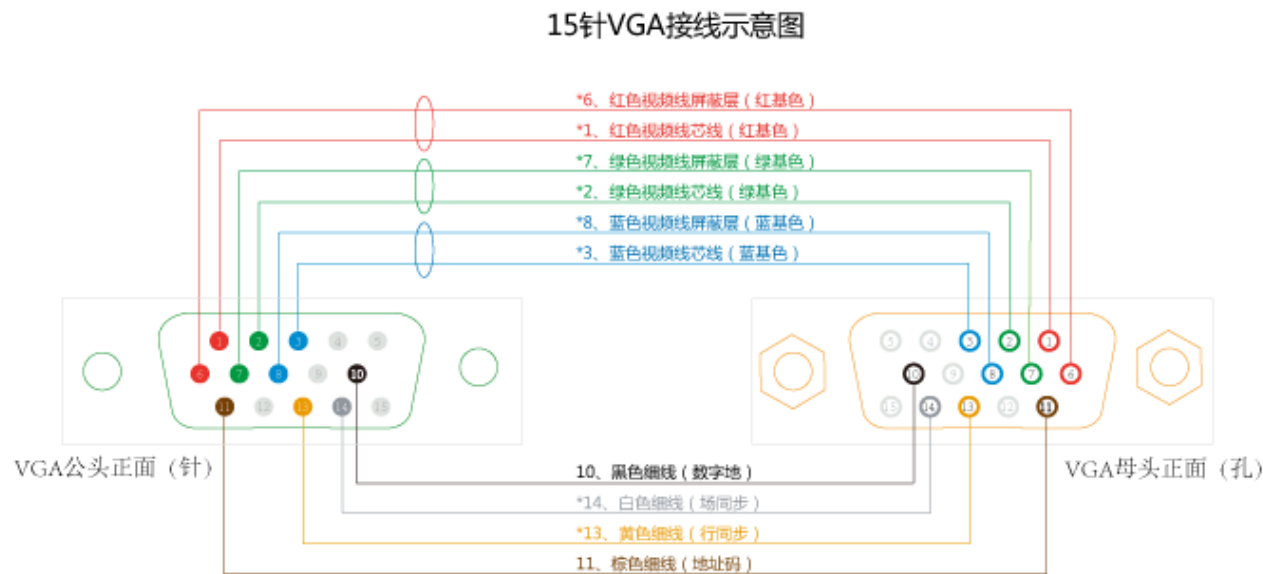 15针VGA接线示意图
*6、红色视频线屏蔽层（红基色）
*1、红色视频线芯线（红基色）
*7、绿色视频线屏蔽层（绿基色）
*2、绿色视频线芯线（绿基色）
*8、蓝色视频线屏蔽层（蓝基色）
*3、蓝色视频线芯线（蓝基色）
1 2 3 4 5
6 7 8 9 10
11 12 13 14 15
5 4 3 2 1
10 9 8 7 6
15 14 13 12 11
VGA公头正面（针）
VGA母头正面（孔）
10、黑色细线（数字地）
*14、白色细线（场同步）
*13、黄色细线（行同步）
11、棕色细线（地址码）